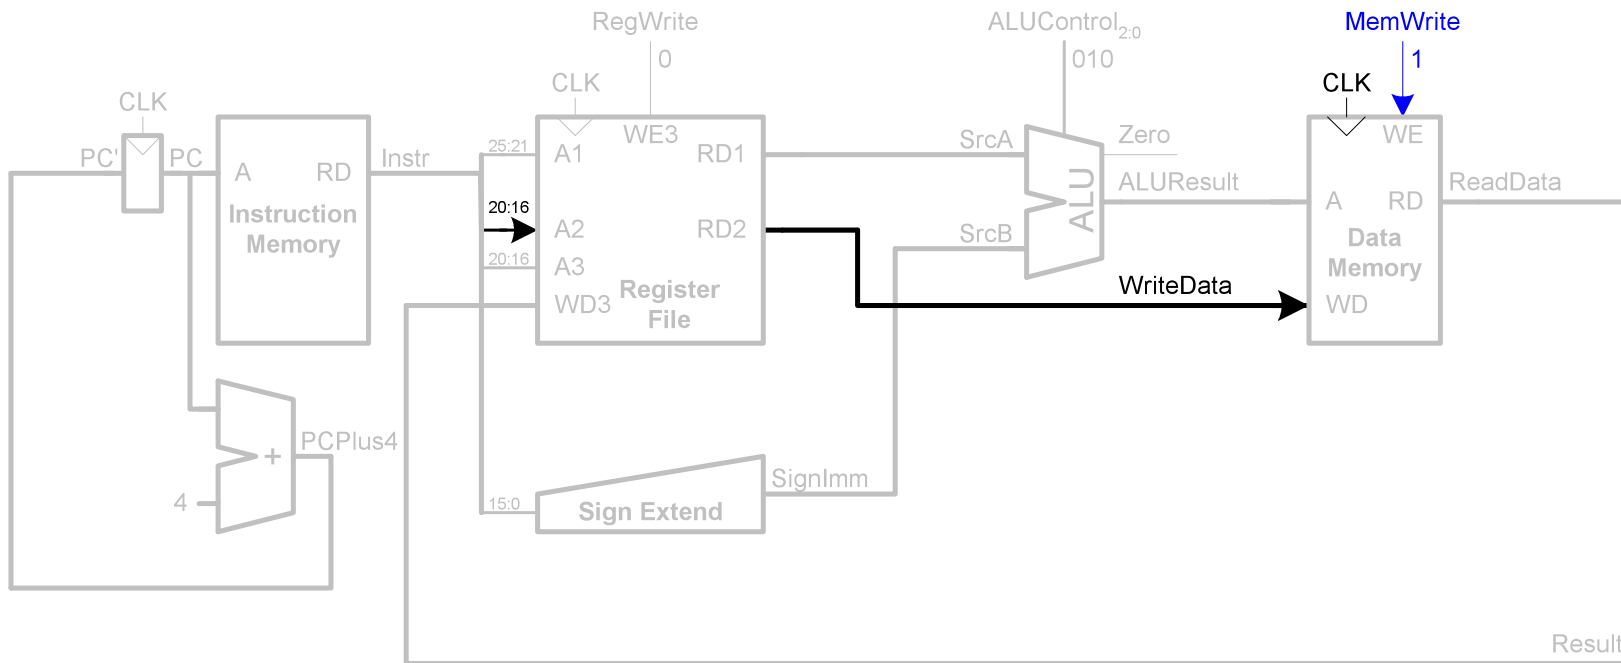 RegWrite
ALUControl2:0
MemWrite
0
010
1
CLK
CLK
CLK
PC'
PC
A
RD
Instruction
Memory
Instr
25:21
20:16
20:16
15:0
A1
A2
A3
WD3
WE3
RD1
RD2
Register
File
SrcA
SrcB
ALU
Zero
ALUResult
WriteData
WE
A
RD
Data
Memory
WD
ReadData
4
+
PCPlus4
Sign Extend
SignImm
Result